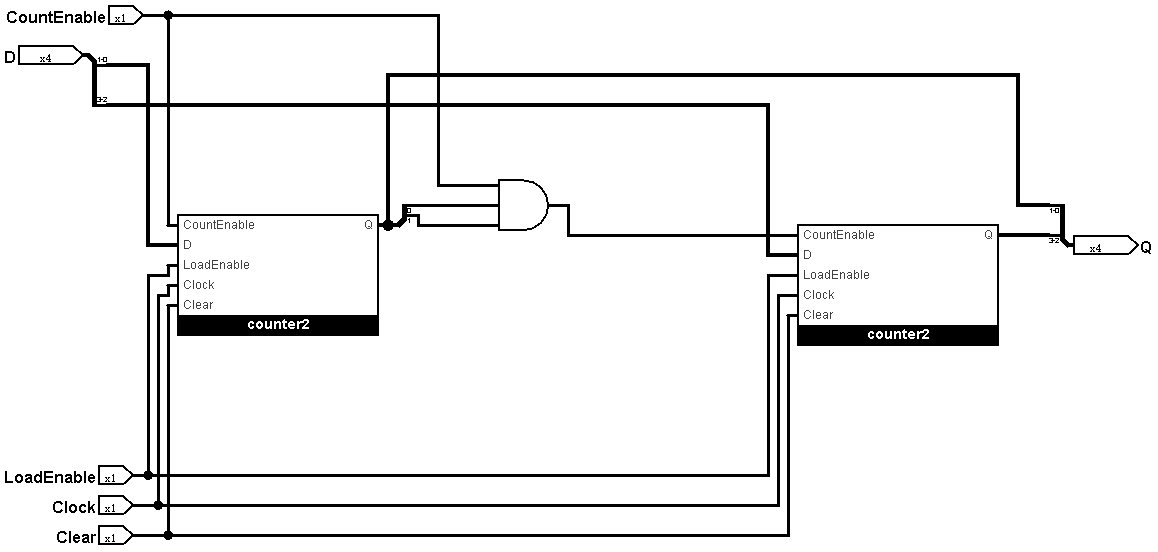 CountEnable x1
D x4
1-0
3-2
0
1
CountEnable Q
D
LoadEnable
Clock
Clear
counter2
CountEnable Q
D
LoadEnable
Clock
Clear
counter2
1-0
3-2
x4 Q
LoadEnable x1
Clock x1
Clear x1